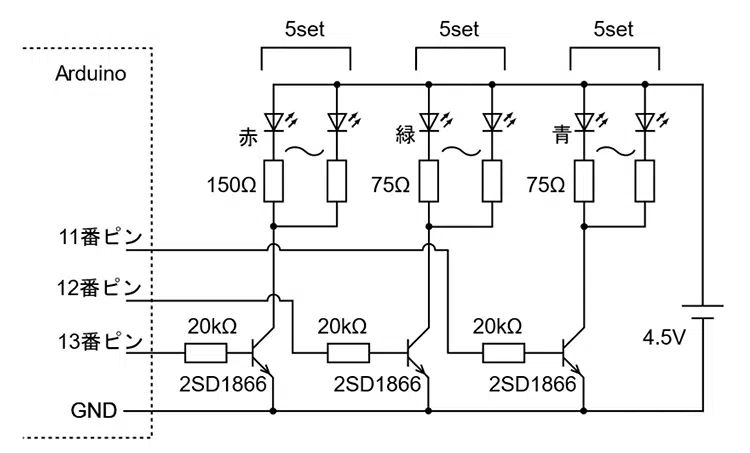 5set 5set 5set
Arduino
赤 緑 青
150Ω 75Ω 75Ω
11番ピン
12番ピン
20kΩ 20kΩ 20kΩ
13番ピン
4.5V
2SD1866 2SD1866 2SD1866
GND